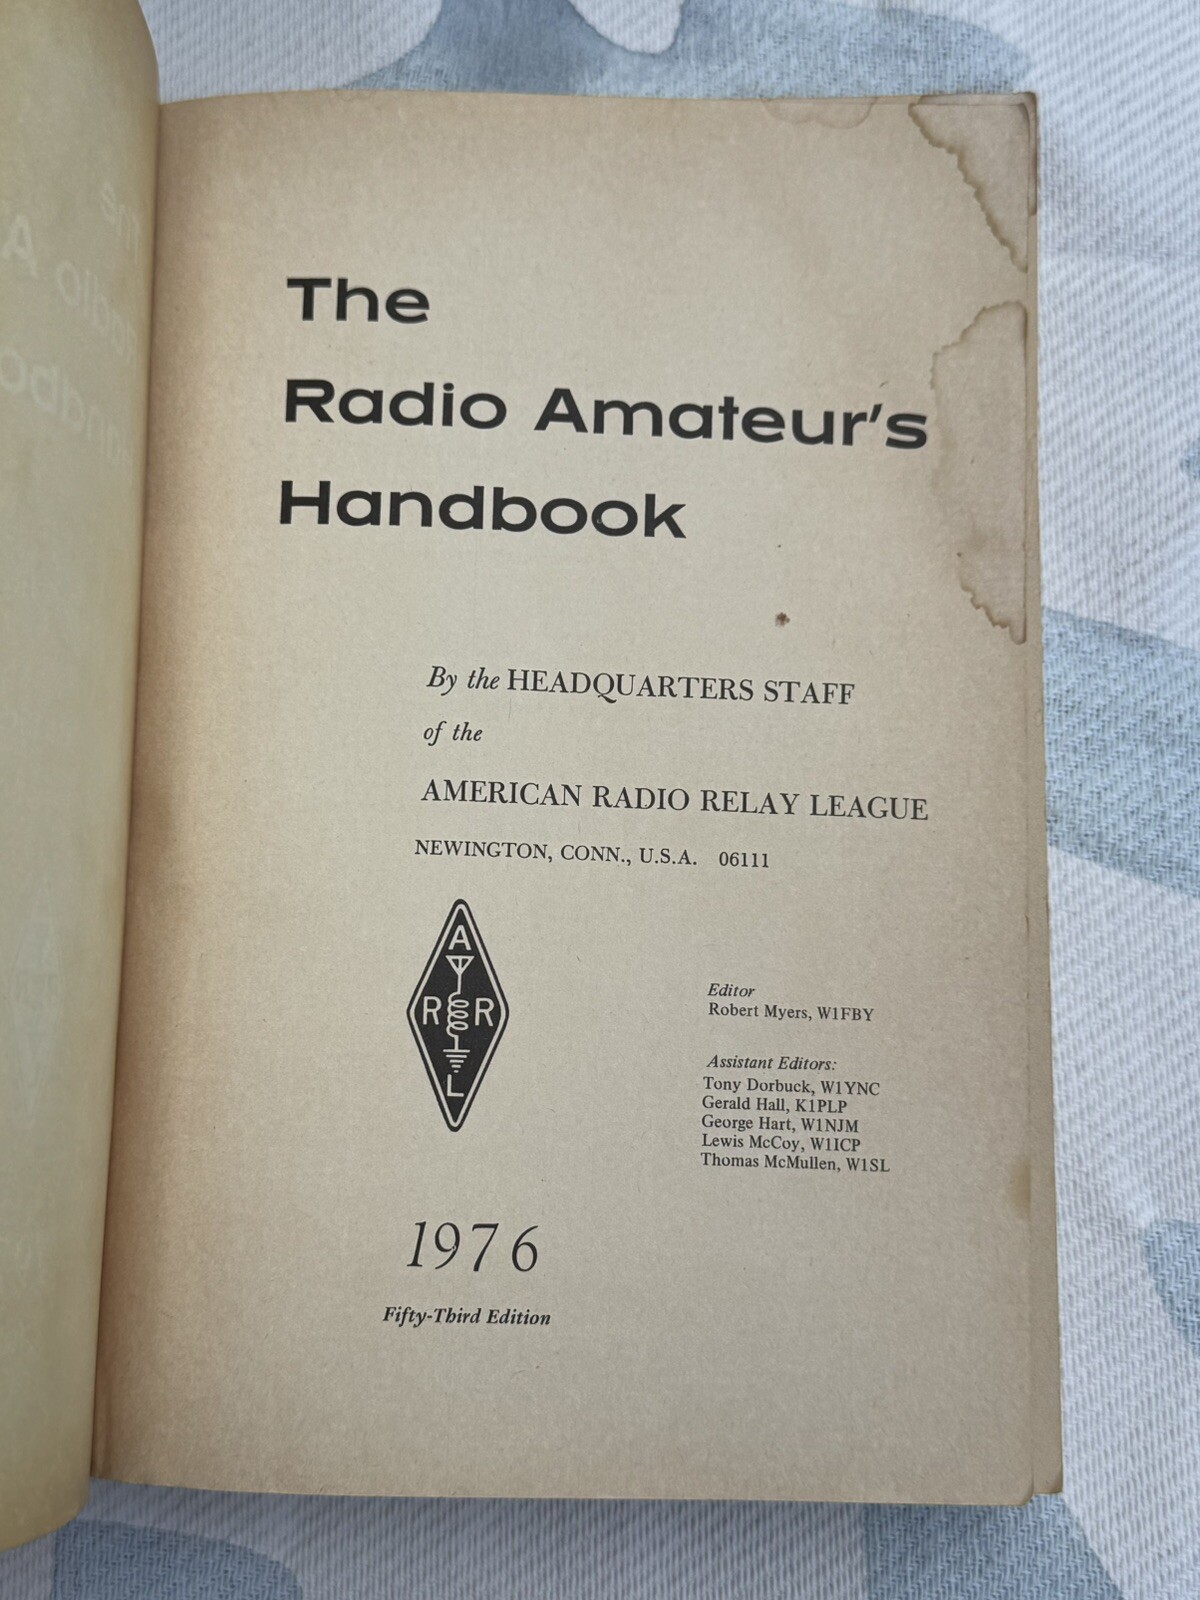 The
Radio Amateur's
Handbook
By the HEADQUARTERS STAFF
of the
AMERICAN RADIO RELAY LEAGUE
NEWINGTON, CONN., U.S.A. 06111
A
R R
L
Editor
Robert Myers, W1FBY
Assistant Editors:
Tony Dorbuck, W1YNC
Gerald Hall, K1PLP
George Hart, W1NJM
Lewis McCoy, W1ICP
Thomas McMullen, W1SL
1976
Fifty-Third Edition